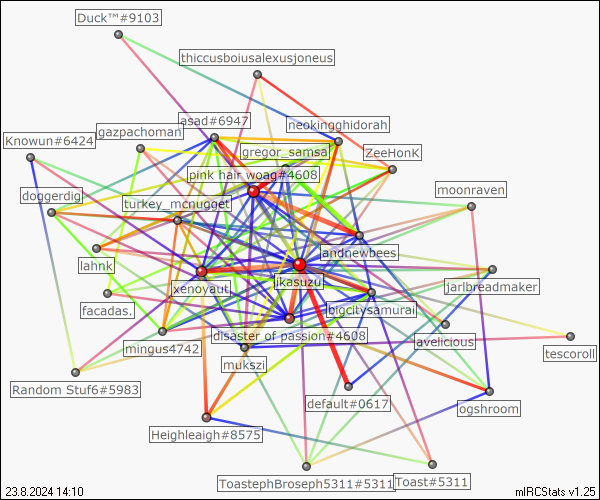 Duck™#9103
thiccusboiusalexusjoneus
asad#6947
neokingghidorah
gazpachoman
Knowun#6424
gregor_samsa
ZeeHonK
pink hair woag#4608
moonraven
doggerdig
turkey_mcnugget
andnewbees
lahnk
xenoyaut
jkasuzu
jarlbreadmaker
facadas.
bigcitysamurai
disaster of passion#4608
avelicious
mingus4742
tescoroll
mukszi
Random Stuf6#5983
default#0617
ogshroom
Heighleaigh#8575
ToastephBroseph5311#5311
Toast#5311
23.8.2024 14:10
mIRCStats v1.25